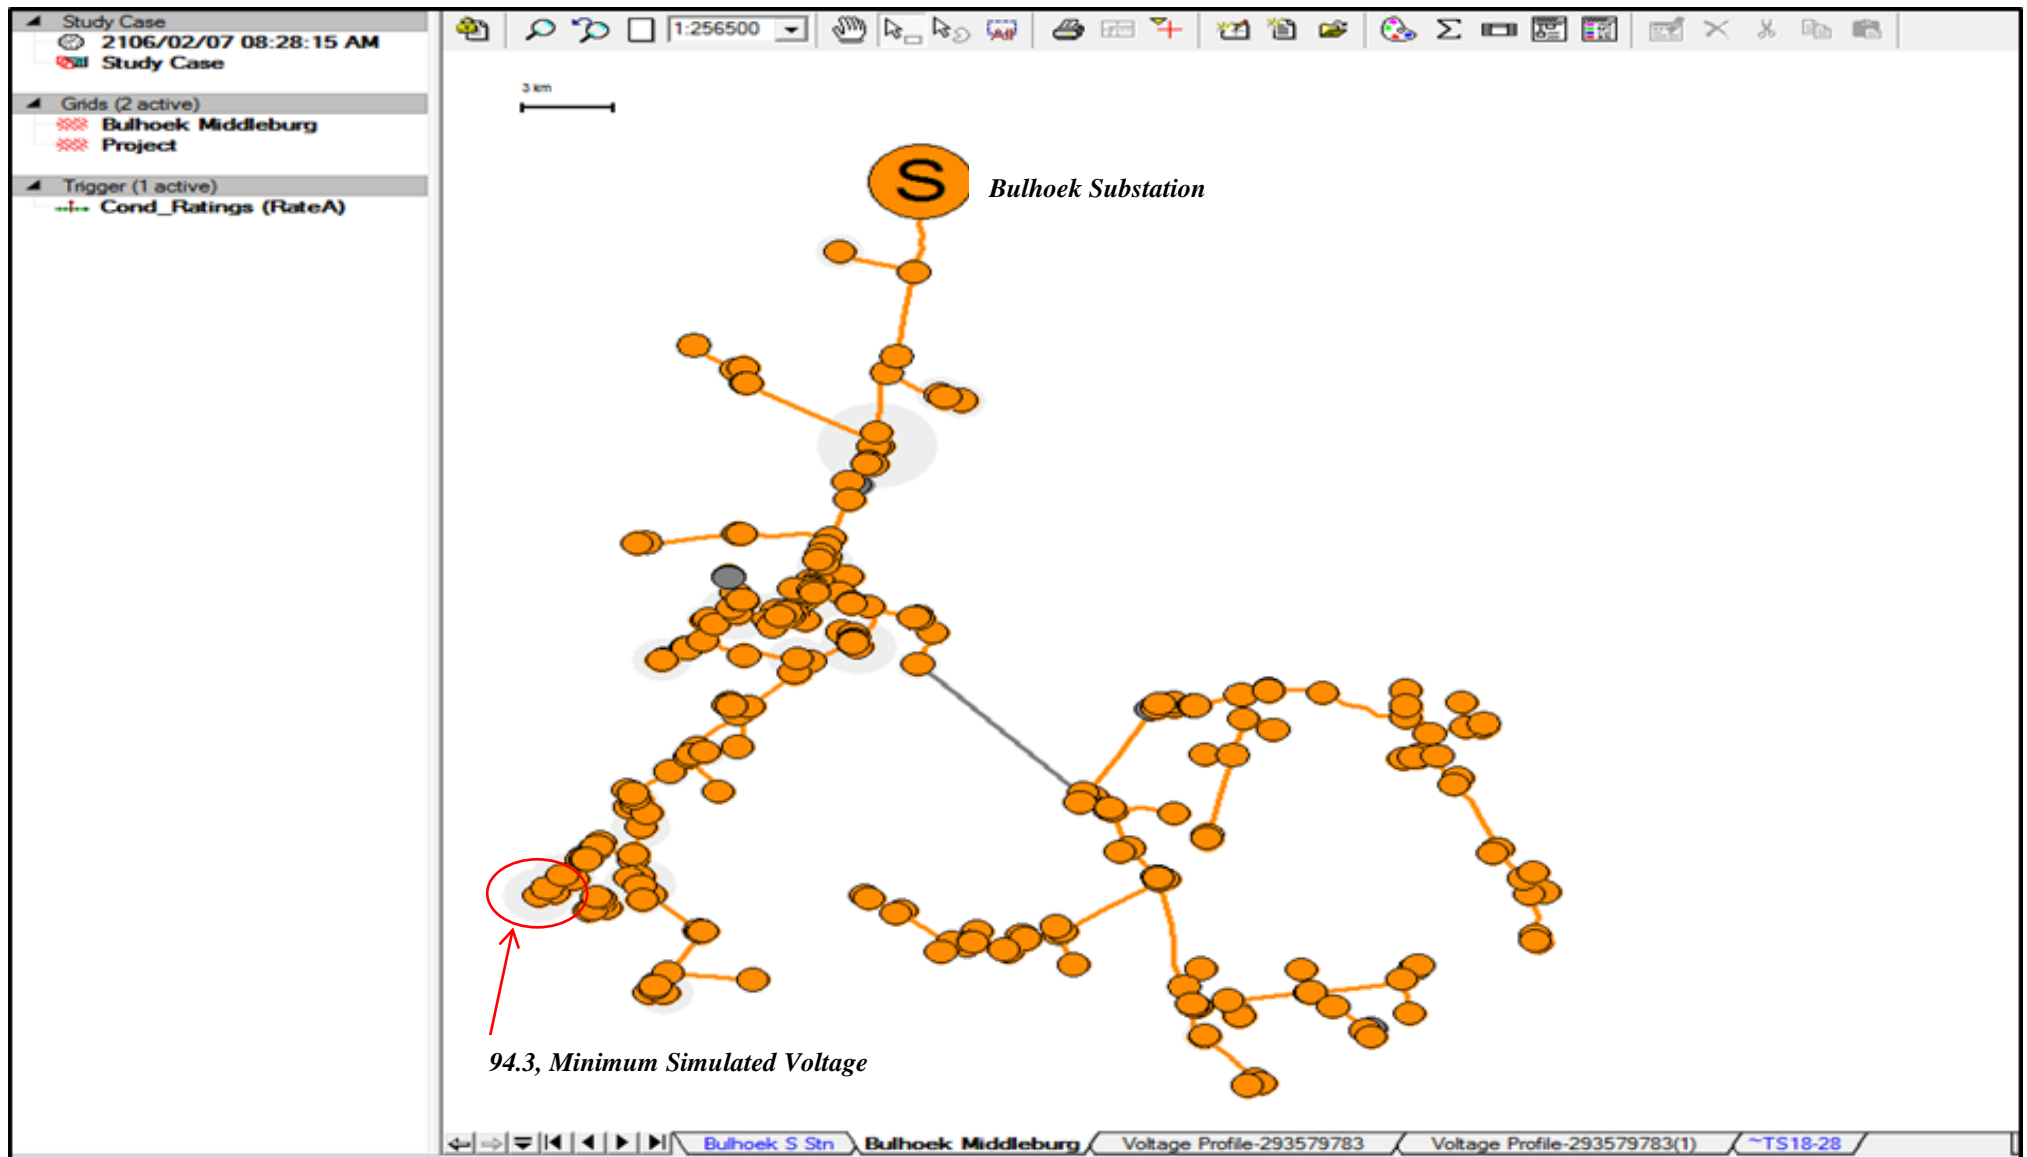 Study Case
2106/02/07 08:28:15 AM
Study Case
Grids (2 active)
Bulhoek Middleburg
Project
Trigger (1 active)
Cond_Ratings (RateA)
1:256500
3 km
S
Bulhoek Substation
94.3, Minimum Simulated Voltage
Bulhoek S Stn
Bulhoek Middleburg
Voltage Profile-293579783
Voltage Profile-293579783(1)
~TS18-28